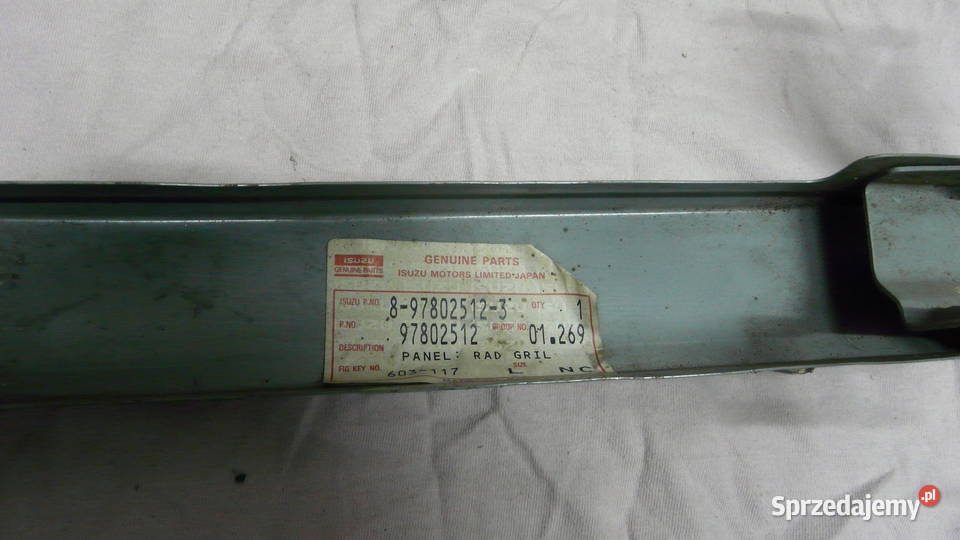 ISUZU
GENUINE PARTS
GENUINE PARTS
ISUZU MOTORS LIMITED•JAPAN
ISUZU P.NO. 8-97802512-3 QTY 1
P.NO. 97802512 GROUP NO. 01.269
DESCRIPTION PANEL: RAD GRIL
FIG KEY NO. 603-117 SIZE L NC
Sprzedajemy.pl